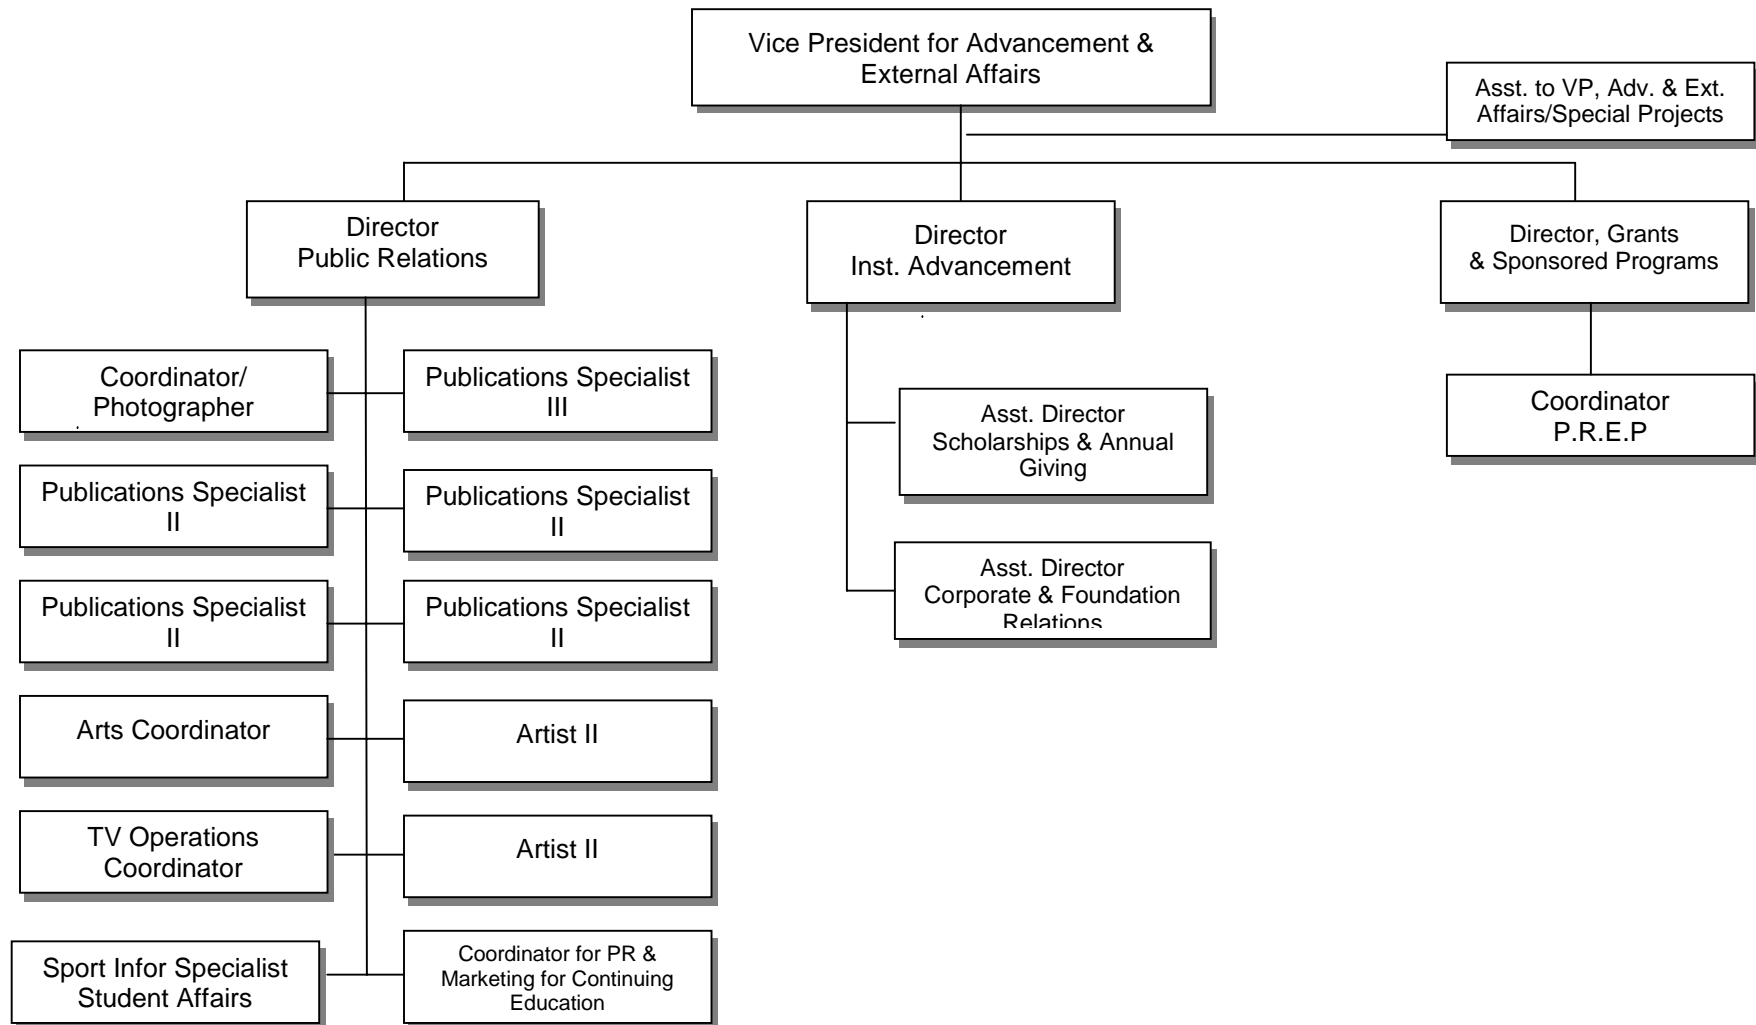 Vice President for Advancement &
External Affairs
Asst. to VP, Adv. & Ext.
Affairs/Special Projects
Director
Public Relations
Director
Inst. Advancement
Director, Grants
& Sponsored Programs
Coordinator/
Photographer
Publications Specialist
III
Publications Specialist
II
Publications Specialist
II
Publications Specialist
II
Publications Specialist
II
Arts Coordinator
Artist II
TV Operations
Coordinator
Artist II
Sport Infor Specialist
Student Affairs
Coordinator for PR &
Marketing for Continuing
Education
Asst. Director
Scholarships & Annual
Giving
Asst. Director
Corporate & Foundation
Relations
Coordinator
P.R.E.P